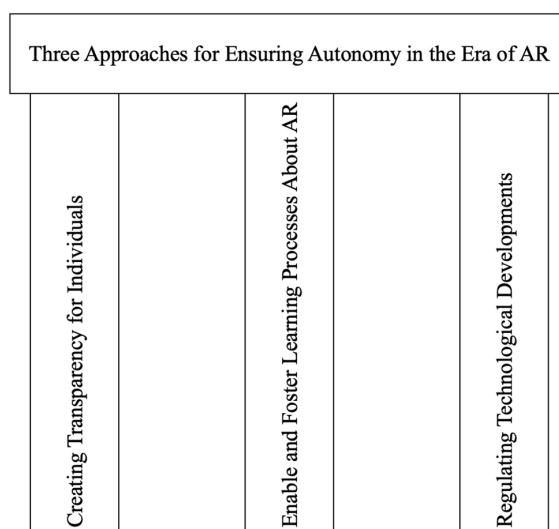 Three Approaches for Ensuring Autonomy in the Era of AR
Creating Transparency for Individuals
Enable and Foster Learning Processes About AR
Regulating Technological Developments